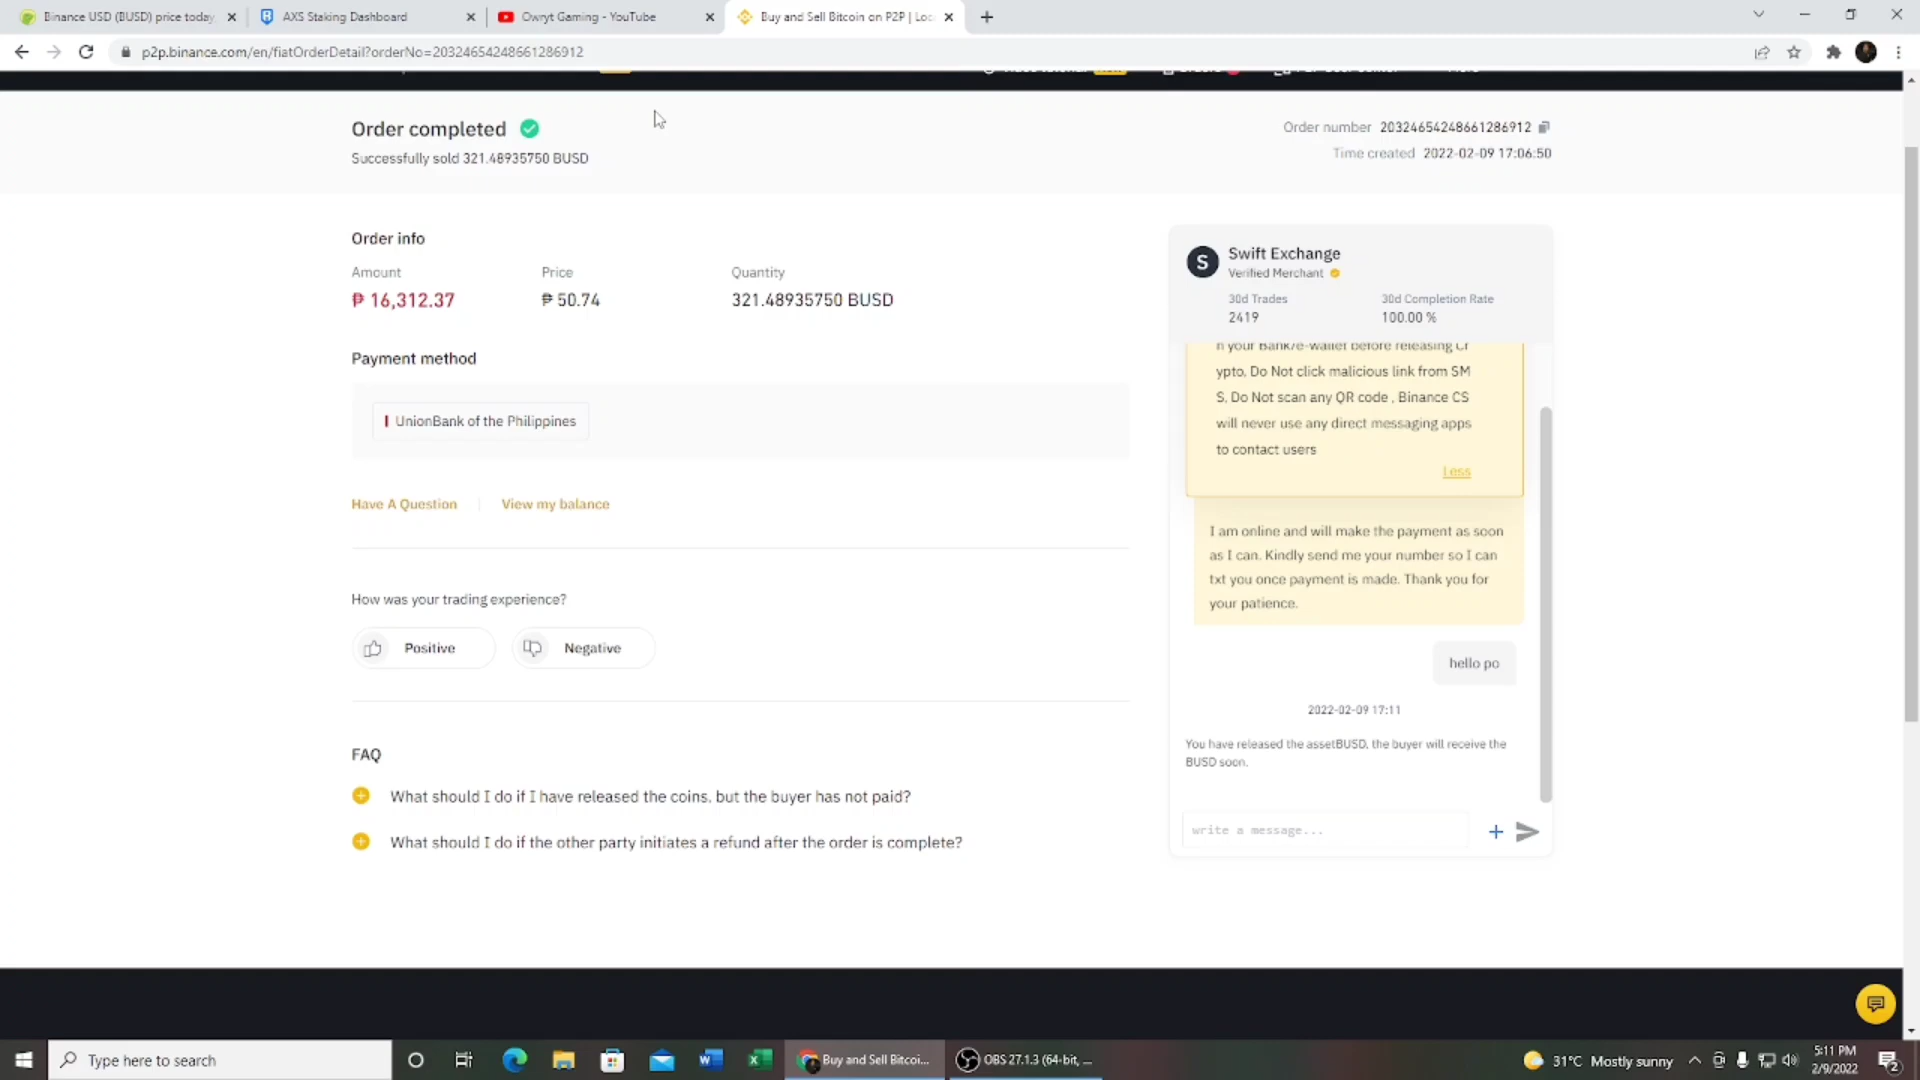 Binance USD (BUSD) price today,
AXS Staking Dashboard
Owryt Gaming - YouTube
Buy and Sell Bitcoin on P2P | Loc
p2p.binance.com/en/fiatOrderDetail?orderNo=20324654248661286912
Order completed
Successfully sold 321.48935750 BUSD
Order number 20324654248661286912
Time created 2022-02-09 17:06:50
Order info
Amount
Price
Quantity
₱ 16,312.37
₱ 50.74
321.48935750 BUSD
Payment method
UnionBank of the Philippines
Have A Question
View my balance
How was your trading experience?
Positive
Negative
FAQ
What should I do if I have released the coins, but the buyer has not paid?
What should I do if the other party initiates a refund after the order is complete?
S
Swift Exchange
Verified Merchant
30d Trades
30d Completion Rate
2419
100.00 %
n your Bank/e-wallet before releasing Cr
ypto, Do Not click malicious link from SM
S, Do Not scan any QR code , Binance CS
will never use any direct messaging apps
to contact users
Less
I am online and will make the payment as soon
as I can. Kindly send me your number so I can
txt you once payment is made. Thank you for
your patience.
hello po
2022-02-09 17:11
You have released the assetBUSD, the buyer will receive the
BUSD soon.
write a message...
Type here to search
Buy and Sell Bitcoi...
OBS 27.1.3 (64-bit, ...
31°C Mostly sunny
5:11 PM
2/9/2022
2